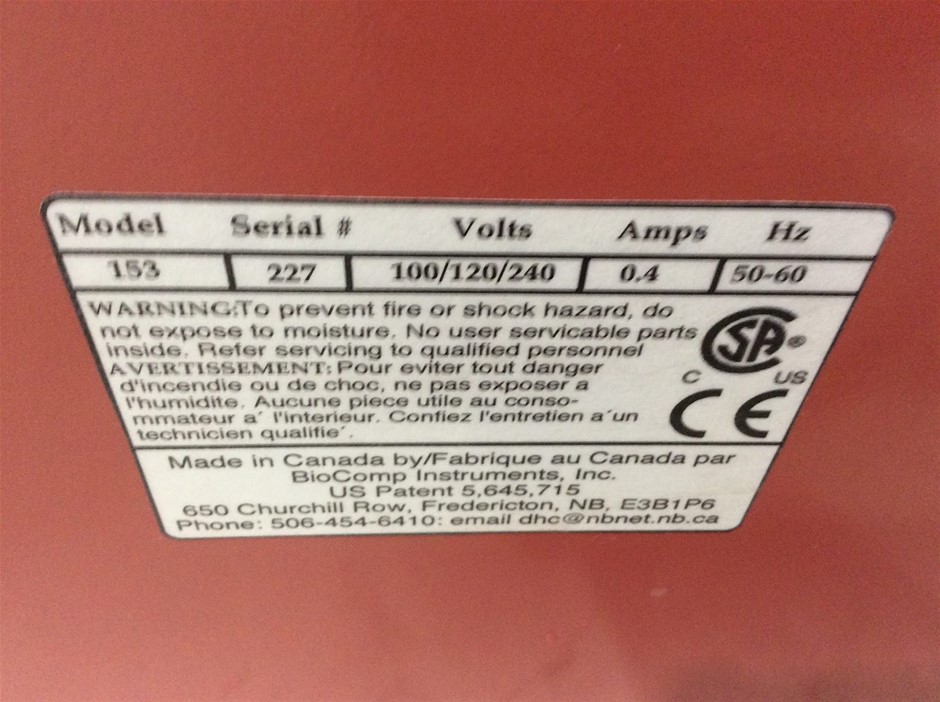 Model Serial # Volts Amps Hz
153 227 100/120/240 0.4 50-60
WARNING:To prevent fire or shock hazard, do
not expose to moisture. No user servicable parts
inside. Refer servicing to qualified personnel
AVERTISSEMENT: Pour eviter tout danger
d'incendie ou de choc, ne pas exposer a
l'humidite. Aucune piece utile au conso-
mmateur a´ l'interieur. Confiez l'entretien a´un
technicien qualifie´.
SA®
C US
CE
Made in Canada by/Fabrique au Canada par
BioComp Instruments, Inc.
US Patent 5,645,715
650 Churchill Row, Fredericton, NB, E3B1P6
Phone: 506-454-6410: email dhc@nbnet.nb.ca